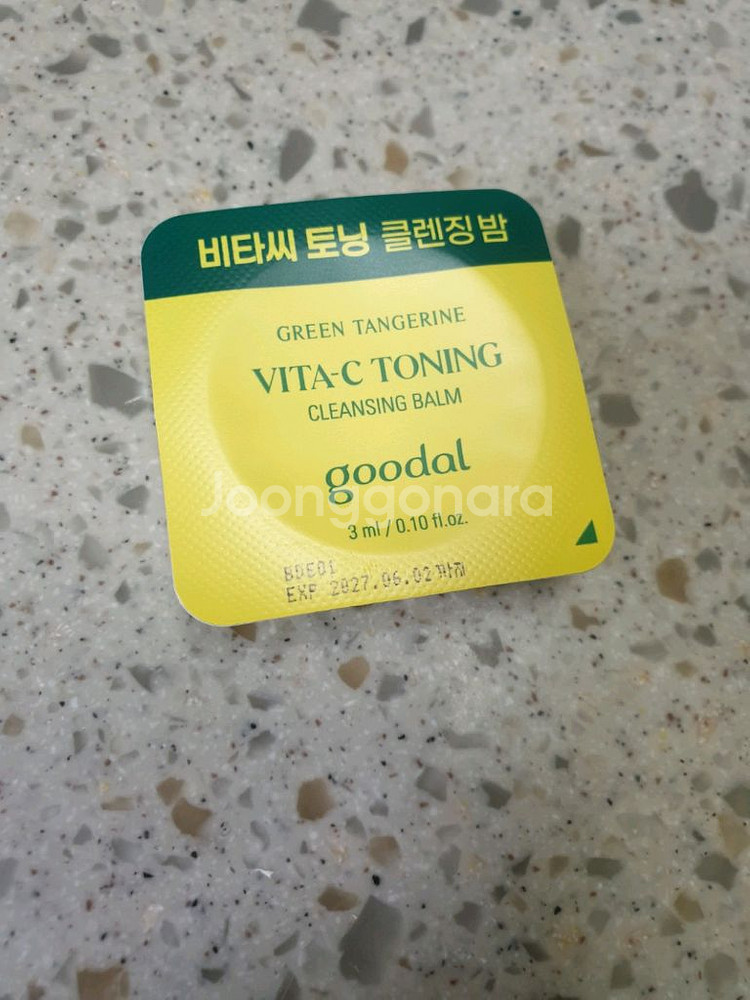 비타씨 토닝 클렌징 밤
GREEN TANGERINE
VITA-C TONING
CLEANSING BALM
goodal
Joonggonara
3 ml / 0.10 fl.oz.
EXP 2027.06.02 까지